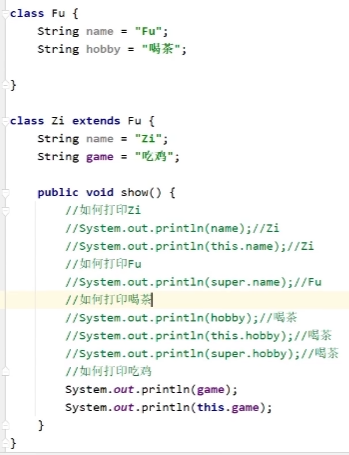 class Fu {
String name = "Fu";
String hobby = "喝茶";
}
class Zi extends Fu {
String name = "Zi";
String game = "吃鸡";
public void show() {
//如何打印Zi
//System.out.println(name);//Zi
//System.out.println(this.name);//Zi
//如何打印Fu
//System.out.println(super.name);//Fu
//如何打印喝茶
//System.out.println(hobby);//喝茶
//System.out.println(this.hobby);//喝茶
//System.out.println(super.hobby);//喝茶
//如何打印吃鸡
System.out.println(game);
System.out.println(this.game);
}
}